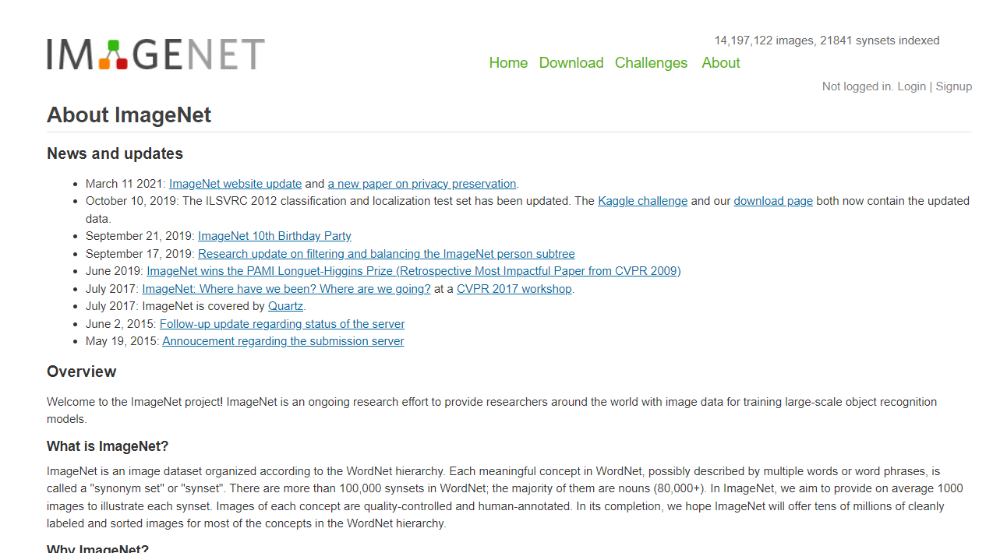 IMAGENET
14,197,122 images, 21841 synsets indexed
Home Download Challenges About
Not logged in. Login | Signup
About ImageNet
News and updates
March 11 2021: ImageNet website update and a new paper on privacy preservation.
October 10, 2019: The ILSVRC 2012 classification and localization test set has been updated. The Kaggle challenge and our download page both now contain the updated
data.
September 21, 2019: ImageNet 10th Birthday Party
September 17, 2019: Research update on filtering and balancing the ImageNet person subtree
June 2019: ImageNet wins the PAMI Longuet-Higgins Prize (Retrospective Most Impactful Paper from CVPR 2009)
July 2017: ImageNet: Where have we been? Where are we going? at a CVPR 2017 workshop.
July 2017: ImageNet is covered by Quartz.
June 2, 2015: Follow-up update regarding status of the server
May 19, 2015: Annoucement regarding the submission server
Overview
Welcome to the ImageNet project! ImageNet is an ongoing research effort to provide researchers around the world with image data for training large-scale object recognition
models.
What is ImageNet?
ImageNet is an image dataset organized according to the WordNet hierarchy. Each meaningful concept in WordNet, possibly described by multiple words or word phrases, is
called a "synonym set" or "synset". There are more than 100,000 synsets in WordNet; the majority of them are nouns (80,000+). In ImageNet, we aim to provide on average 1000
images to illustrate each synset. Images of each concept are quality-controlled and human-annotated. In its completion, we hope ImageNet will offer tens of millions of cleanly
labeled and sorted images for most of the concepts in the WordNet hierarchy.
Why ImageNet?